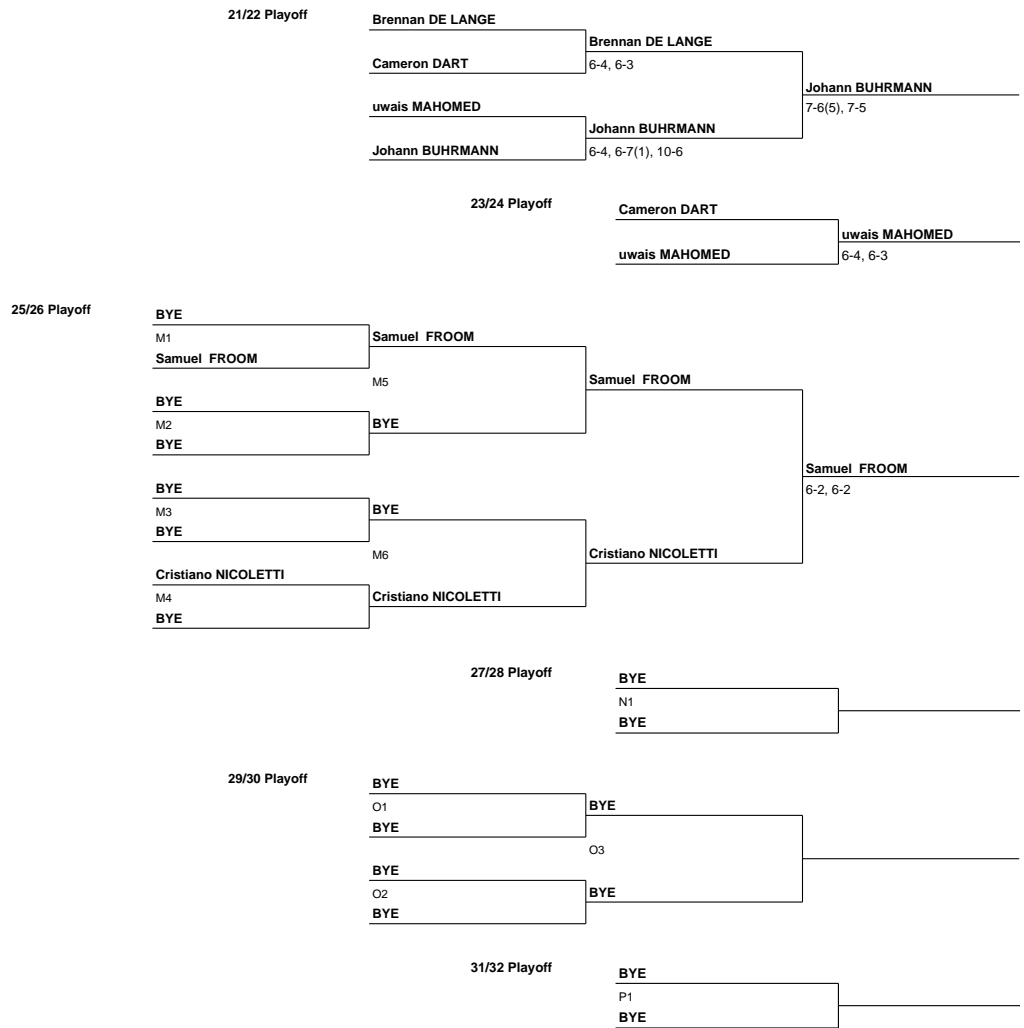 21/22 Playoff
Brennan DE LANGE
Brennan DE LANGE
Cameron DART
6-4, 6-3
Johann BUHRMANN
uwais MAHOMED
7-6(5), 7-5
Johann BUHRMANN
Johann BUHRMANN
6-4, 6-7(1), 10-6
23/24 Playoff
Cameron DART
uwais MAHOMED
uwais MAHOMED
6-4, 6-3
25/26 Playoff
BYE
M1
Samuel  FROOM
Samuel  FROOM
M5
Samuel  FROOM
BYE
M2
BYE
BYE
Samuel  FROOM
6-2, 6-2
BYE
M3
BYE
BYE
M6
Cristiano NICOLETTI
Cristiano NICOLETTI
M4
Cristiano NICOLETTI
BYE
27/28 Playoff
BYE
N1
BYE
29/30 Playoff
BYE
O1
BYE
BYE
O3
BYE
O2
BYE
BYE
31/32 Playoff
BYE
P1
BYE